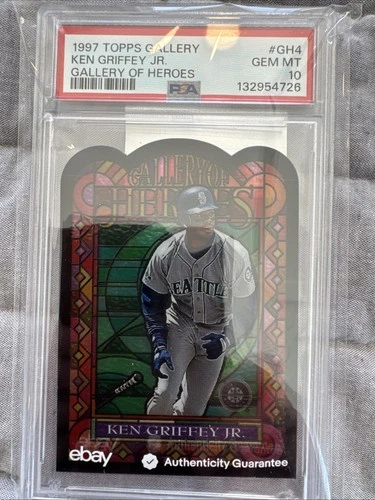 1997 TOPPS GALLERY #GH4
KEN GRIFFEY JR. GEM MT
GALLERY OF HEROES 10
PSA 132954726
GALLERY OF
HEROES
SEATTLE
KEN GRIFFEY JR.
ebay Authenticity Guarantee